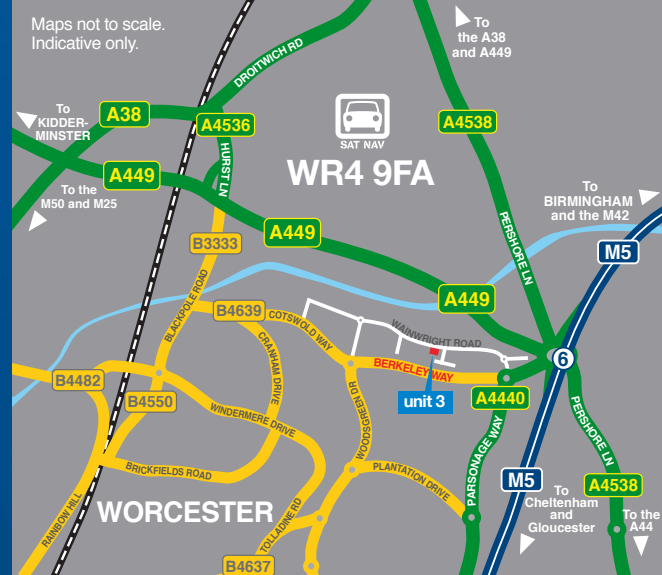 Maps not to scale.
Indicative only.
To
the A38
and A449
DROITWICH RD
To
KIDDER-
MINSTER
A38
A4536
SAT NAV
WR4 9FA
A4538
HURST LN
A449
To the
M50 and M25
To
BIRMINGHAM
and the M42
PERSHORE LN
B3333
A449
M5
A449
BLACKPOLE ROAD
B4639
COTSWOLD WAY
WAINWRIGHT ROAD
CRANHAM DRIVE
6
BERKELEY WAY
B4482
B4550
unit 3
A4440
WINDERMERE DRIVE
WOODSGREEN DR
PARSONAGE WAY
PERSHORE LN
BRICKFIELDS ROAD
PLANTATION DRIVE
M5
A4538
RAINBOW HILL
WORCESTER
TOLLADINE RD
To
Cheltenham
and
Gloucester
To the
A44
B4637